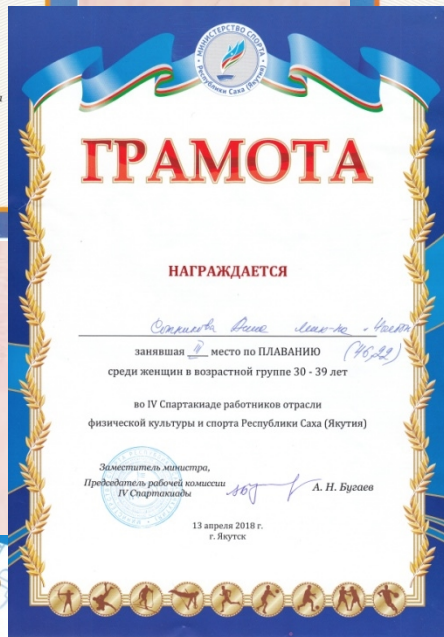 МИНИСТЕРСТВО СПОРТА
Республики Саха (Якутия)
ГРАМОТА
НАГРАЖДАЕТСЯ
занявшая II место по ПЛАВАНИЮ (46,22)
среди женщин в возрастной группе 30 - 39 лет
во IV Спартакиаде работников отрасли
физической культуры и спорта Республики Саха (Якутия)
Заместитель министра,
Председатель рабочей комиссии
IV Спартакиады
А. Н. Бугаев
13 апреля 2018 г.
г. Якутск